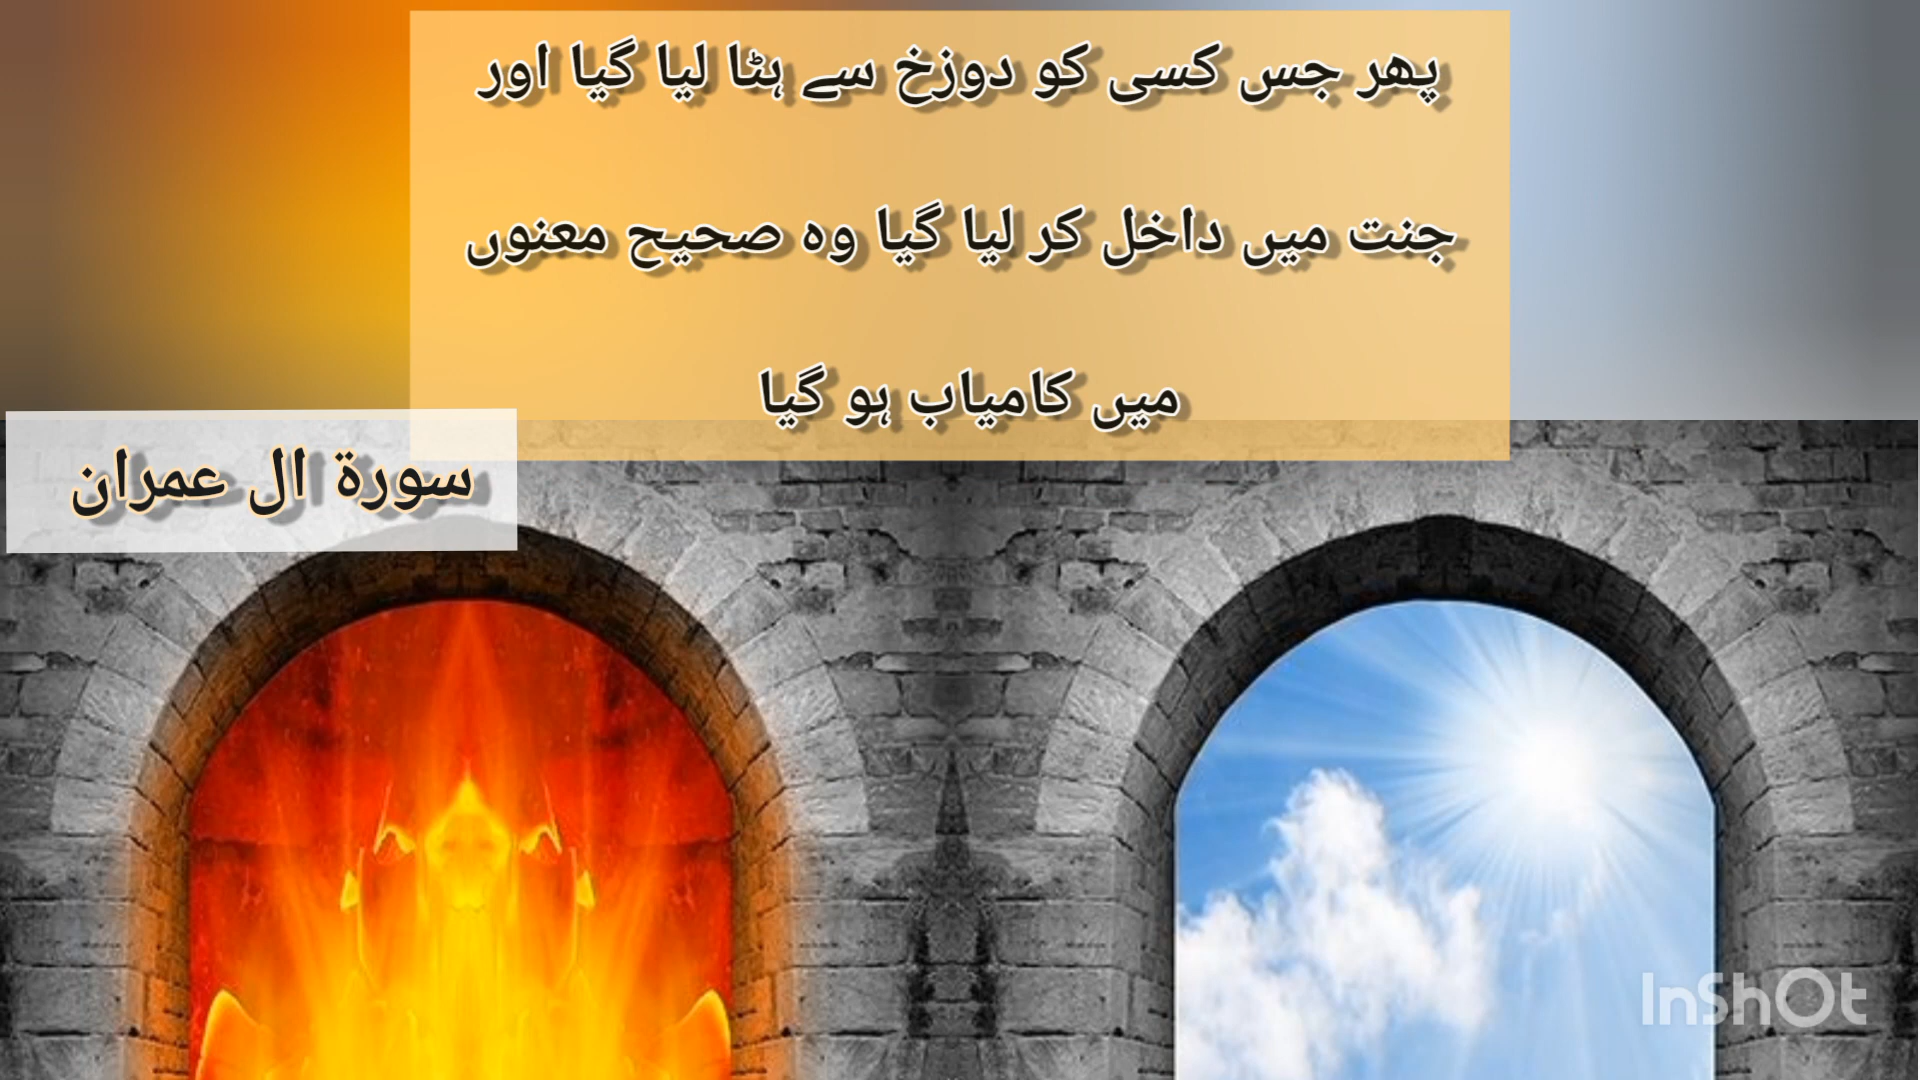 پھر جس کسی کو دوزخ سے ہٹا لیا گیا اور
جنت میں داخل کر لیا گیا وہ صحیح معنوں
میں کامیاب ہو گیا
سورة ال عمران
InShOt